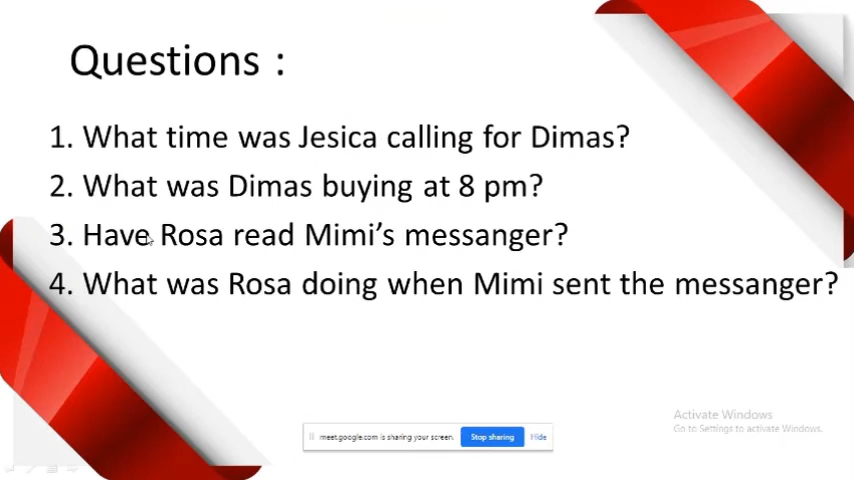 Questions :
1. What time was Jesica calling for Dimas?
2. What was Dimas buying at 8 pm?
3. Have Rosa read Mimi’s messanger?
4. What was Rosa doing when Mimi sent the messanger?
Activate Windows
Go to Settings to activate Windows.
meet.google.com is sharing your screen. Stop sharing Hide